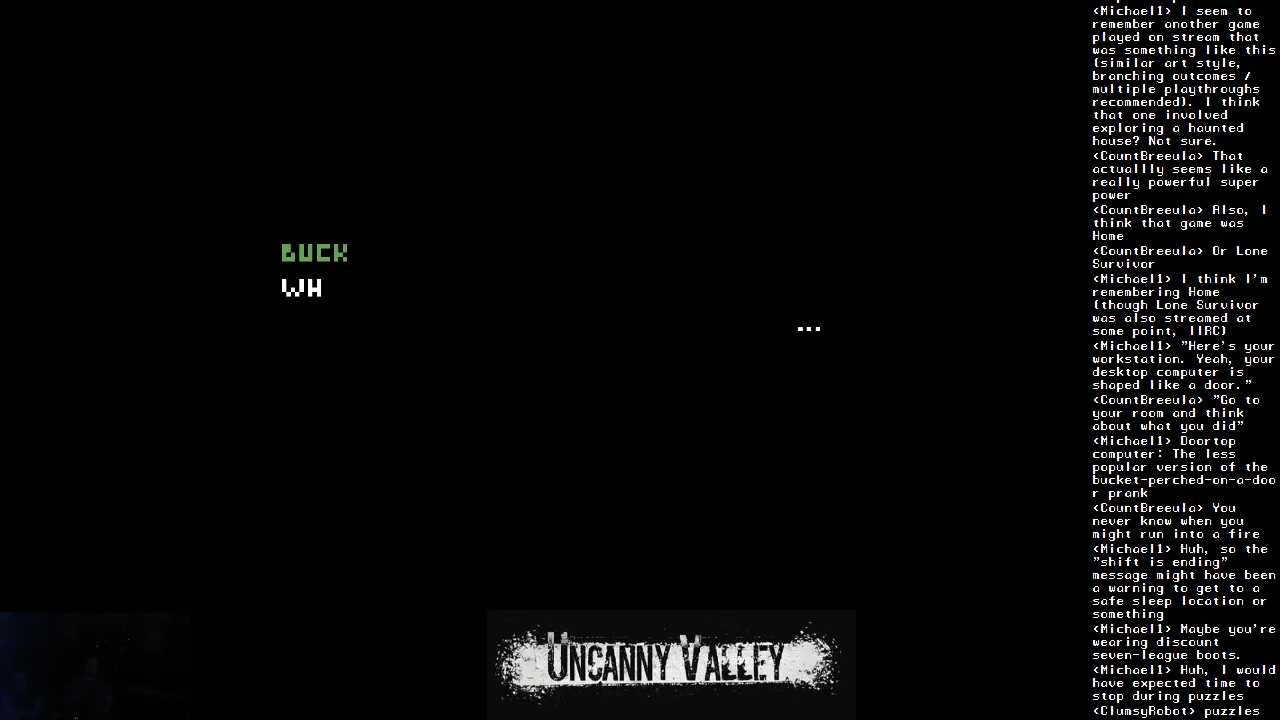 BUCK
WH
...
UNCANNY VALLEY
<Michael1> I seem to
remember another game
played on stream that
was something like this
(similar art style,
branching outcomes /
multiple playthroughs
recommended). I think
that one involved
exploring a haunted
house? Not sure.
<CountBreeula> That
actuallly seems like a
really powerful super
power
<CountBreeula> Also, I
think that game was
Home
<CountBreeula> Or Lone
Survivor
<Michael1> I think I'm
remembering Home
(though Lone Survivor
was also streamed at
some point, IIRC)
<Michael1> "Here's your
workstation. Yeah, your
desktop computer is
shaped like a door."
<CountBreeula> "Go to
your room and think
about what you did"
<Michael1> Doortop
computer: The less
popular version of the
bucket-perched-on-a-doo
r prank
<CountBreeula> You
never know when you
might run into a fire
<Michael1> Huh, so the
"shift is ending"
message might have been
a warning to get to a
safe sleep location or
something
<Michael1> Maybe you're
wearing discount
seven-league boots.
<Michael1> Huh, I would
have expected time to
stop during puzzles
<ClumsyRobot> puzzles